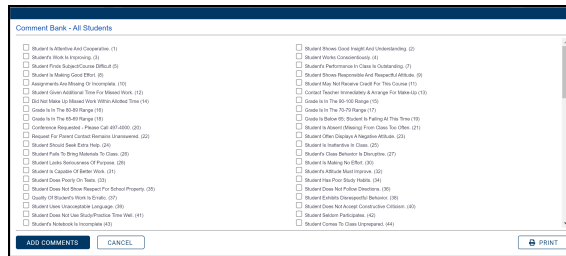 Comment Bank - All Students
Student Is Attentive And Cooperative. (1)
Student Shows Good Insight And Understanding. (2)
Student's Work Is Improving. (3)
Student Works Conscientiously. (4)
Student Finds Subject/Course Difficult (5)
Student's Performance In Class Is Outstanding. (7)
Student Is Making Good Effort. (8)
Student Shows Responsible And Respectful Attitude. (9)
Assignments Are Missing Or Incomplete. (10)
Student May Not Receive Credit For This Course (11)
Student Given Additional Time For Missed Work. (12)
Contact Teacher Immediately & Arrange For Make-Up (13)
Did Not Make Up Missed Work Within Allotted Time (14)
Grade Is In The 90-100 Range (15)
Grade Is In The 80-89 Range (16)
Grade Is In The 70-79 Range (17)
Grade Is In The 65-69 Range (18)
Grade Is Below 65; Student Is Failing At This Time (19)
Conference Requested - Please Call 497-4000. (20)
Student Is Absent (Missing) From Class Too Often. (21)
Request For Parent Contact Remains Unanswered. (22)
Student Often Displays A Negative Attitude. (23)
Student Should Seek Extra Help. (24)
Student Is Inattentive In Class. (25)
Student Fails To Bring Materials To Class. (26)
Student's Class Behavior Is Disruptive. (27)
Student Lacks Seriousness Of Purpose. (28)
Student Is Making No Effort. (30)
Student Is Capable Of Better Work. (31)
Student's Attitude Must Improve. (32)
Student Does Poorly On Tests. (33)
Student Has Poor Study Habits. (34)
Student Does Not Show Respect For School Property. (35)
Student Does Not Follow Directions. (36)
Quality Of Student's Work Is Erratic. (37)
Student Exhibits Disrespectful Behavior. (38)
Student Uses Unacceptable Language. (39)
Student Does Not Accept Constructive Criticism. (40)
Student Does Not Use Study/Practice Time Well. (41)
Student Seldom Participates. (42)
Student's Notebook Is Incomplete (43)
Student Comes To Class Unprepared. (44)
ADD COMMENTS
CANCEL
PRINT